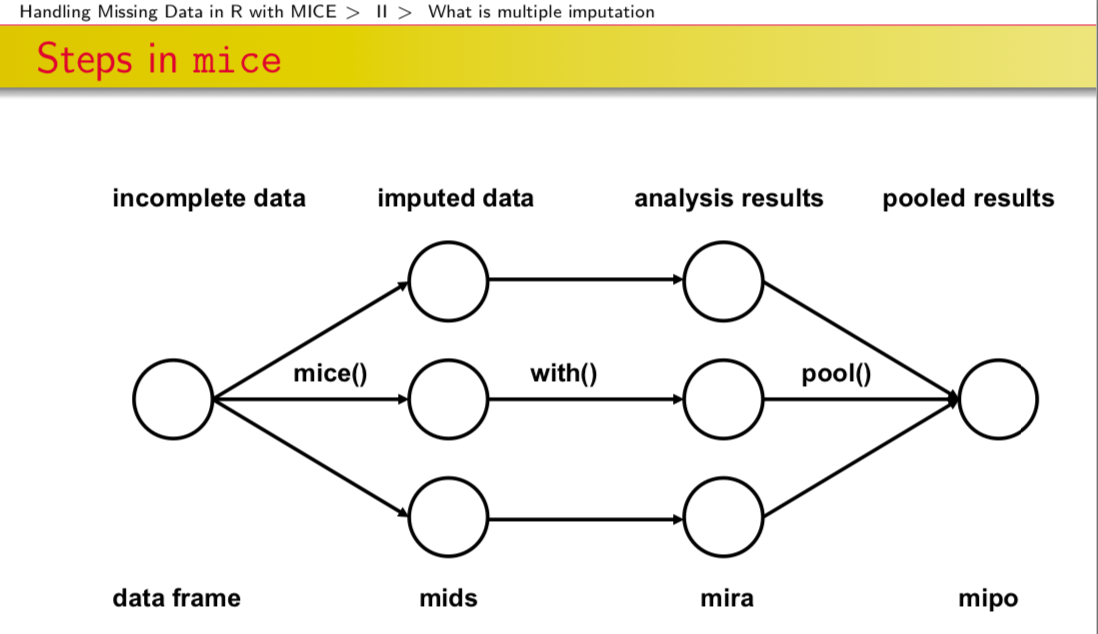 Handling Missing Data in R with MICE > II > What is multiple imputation
Steps in mice
incomplete data imputed data analysis results pooled results
mice() with() pool()
data frame mids mira mipo